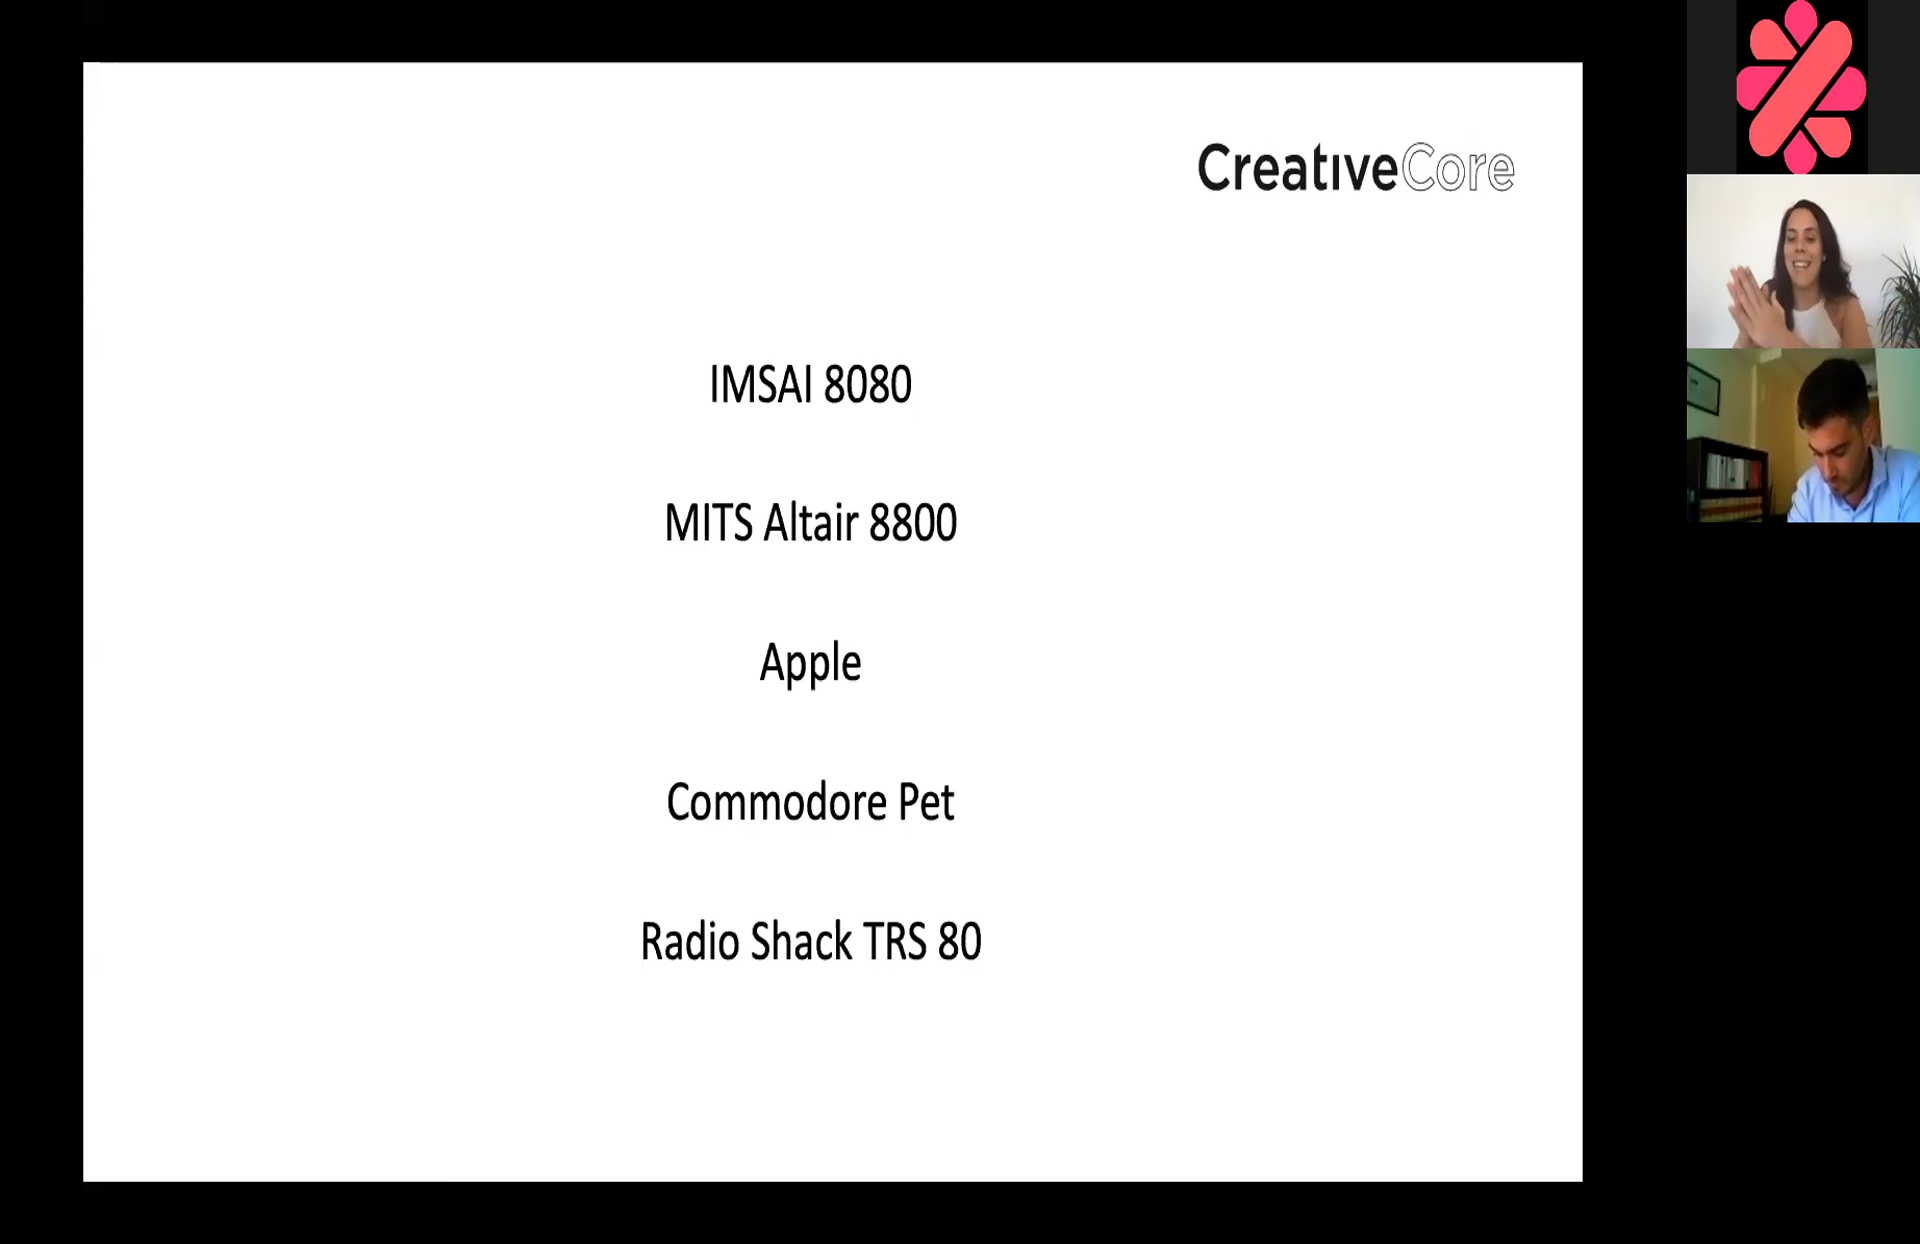 CreativeCore
IMSAI 8080
MITS Altair 8800
Apple
Commodore Pet
Radio Shack TRS 80